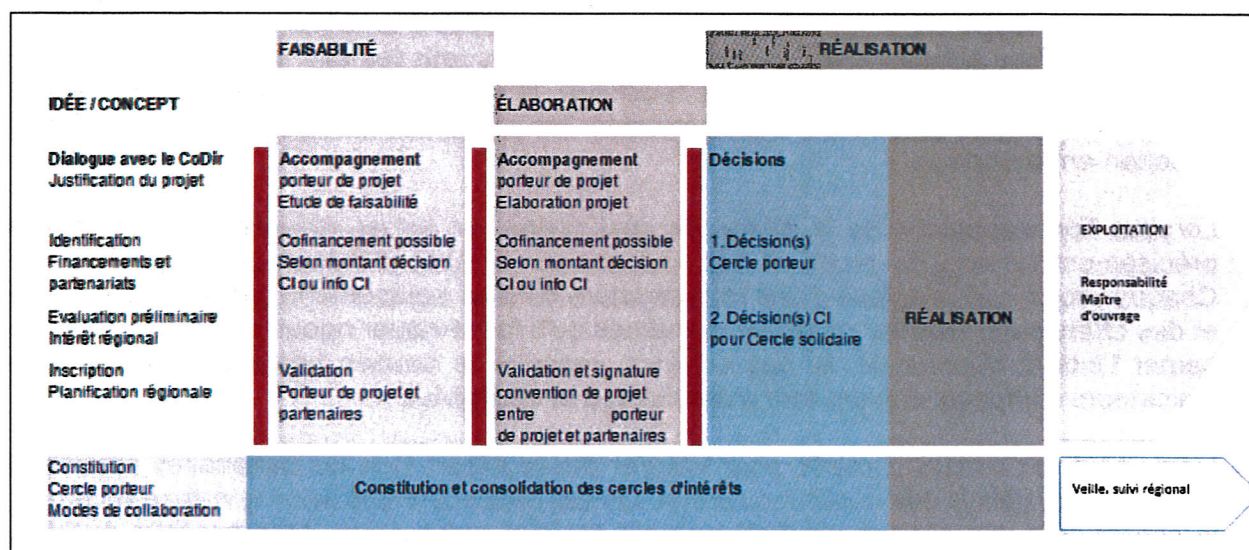 FAISABILITÉ
RÉALISATION
IDÉE / CONCEPT
ÉLABORATION
Dialogue avec le CoDir
Justification du projet
Identification
Financements et
partenariats
Evaluation préliminaire
Intérêt régional
Inscription
Planification régionale
Accompagnement
porteur de projet
Etude de faisabilité
Cofinancement possible
Selon montant décision
CI ou info CI
Validation
Porteur de projet et
partenaires
Accompagnement
porteur de projet
Elaboration projet
Cofinancement possible
Selon montant décision
CI ou info CI
Validation et signature
convention de projet
entre porteur
de projet et partenaires
Décisions
1. Décision(s)
Cercle porteur
2. Décision(s) CI
pour Cercle solidaire
RÉALISATION
EXPLOITATION
Responsabilité
Maître
d'ouvrage
Constitution
Cercle porteur
Modes de collaboration
Constitution et consolidation des cercles d'intérêts
Veille, suivi régional